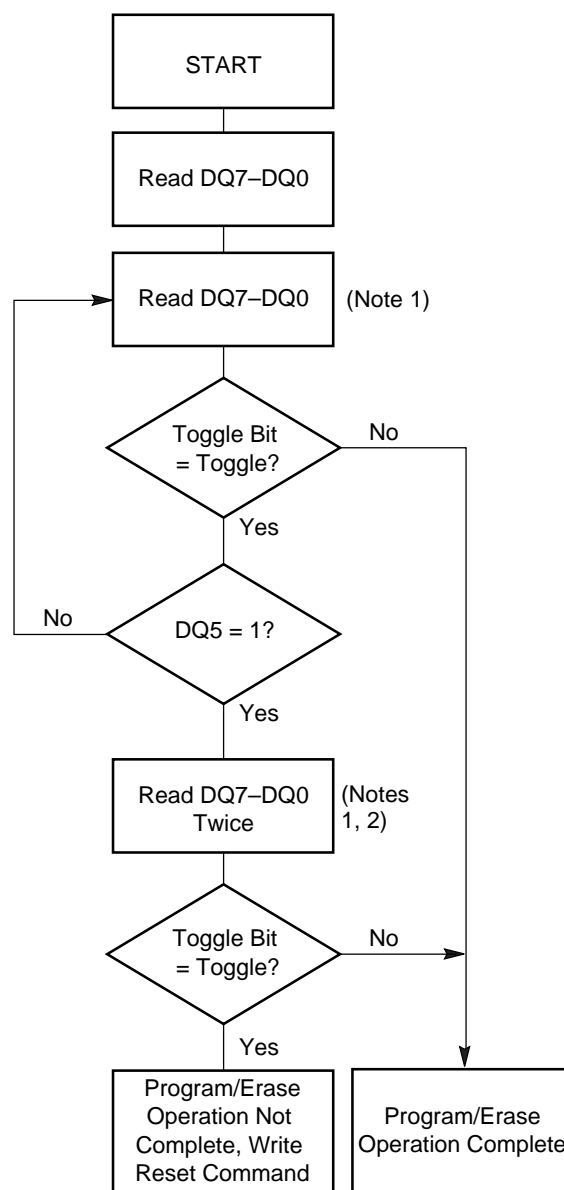 START
Read DQ7–DQ0
Read DQ7–DQ0
(Note 1)
Toggle Bit
= Toggle?
No
Yes
No
DQ5 = 1?
Yes
Read DQ7–DQ0
Twice
(Notes
1, 2)
Toggle Bit
= Toggle?
No
Yes
Program/Erase
Operation Not
Complete, Write
Reset Command
Program/Erase
Operation Complete